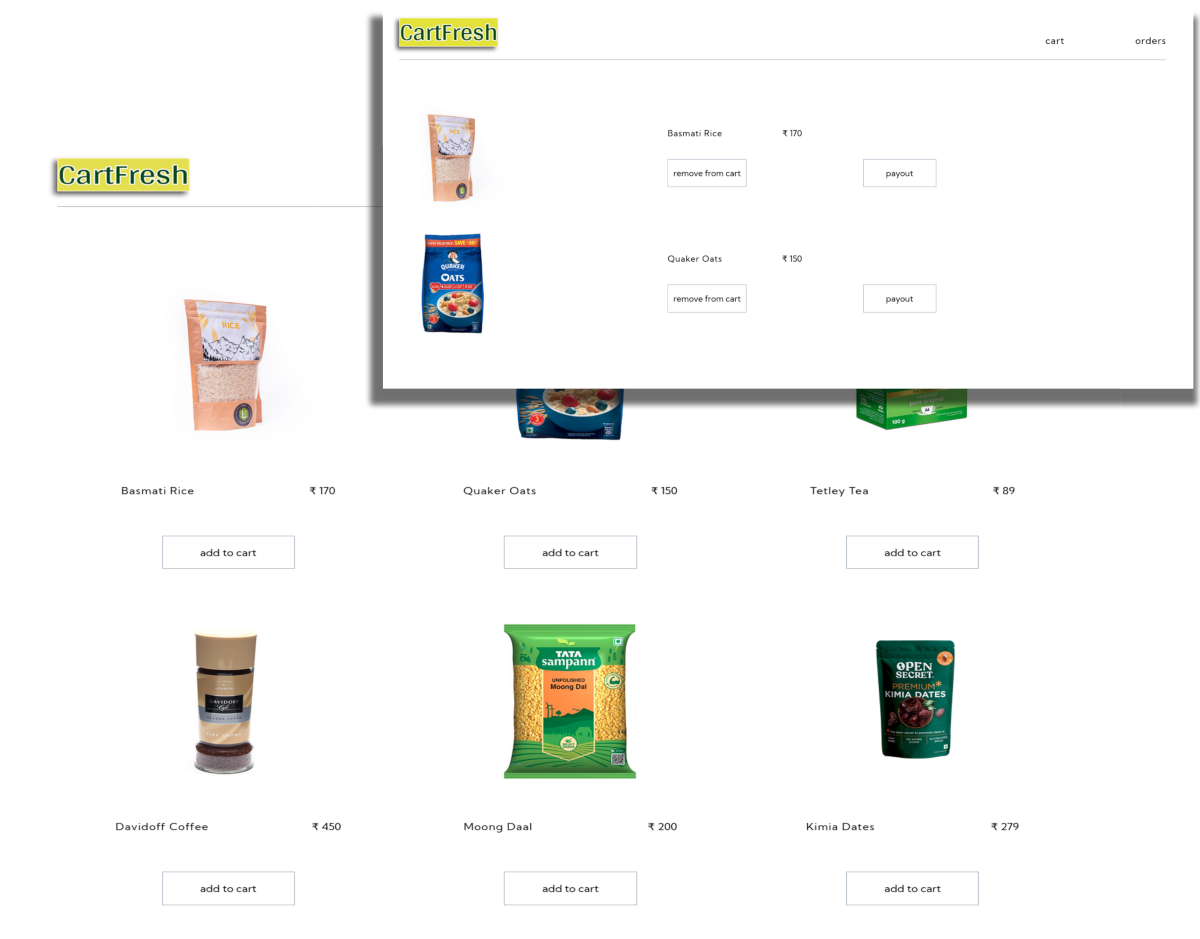 CartFresh
cart orders
Basmati Rice ₹ 170
remove from cart payout
QUAKER
OATS
Quaker Oats ₹ 150
remove from cart payout
CartFresh
RICE
100 g
Basmati Rice ₹ 170
Quaker Oats ₹ 150
Tetley Tea ₹ 89
add to cart
add to cart
add to cart
DAVIDOFF
Café
TATA
sampann
UNPOLISHED
Moong Dal
OPEN
SECRET
PREMIUM*
KIMIA DATES
Davidoff Coffee ₹ 450
Moong Daal ₹ 200
Kimia Dates ₹ 279
add to cart
add to cart
add to cart